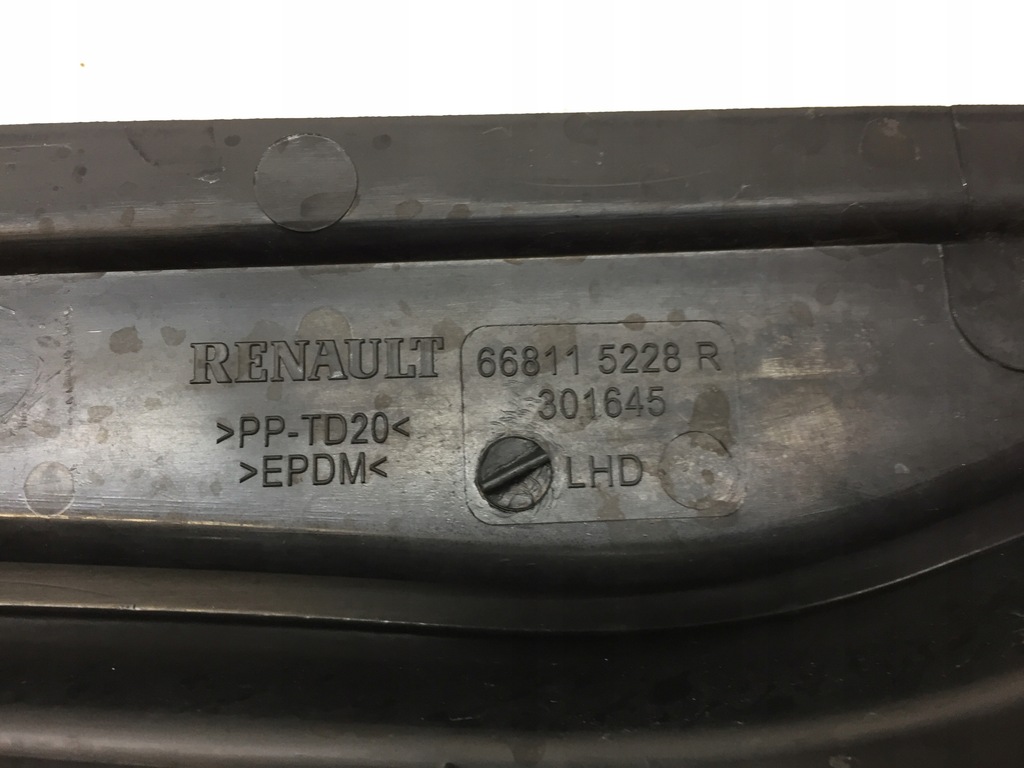 RENAULT
66811 5228 R
301645
>PP-TD20<
>EPDM<
LHD